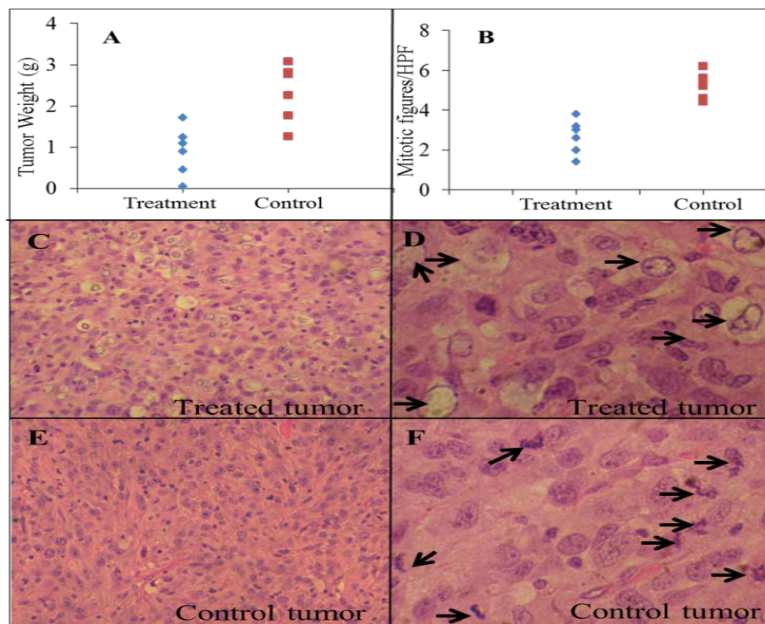 A
Tumor Weight (g)
4
3
2
1
0
Treatment Control
B
Mitotic figures/HPF
8
6
4
2
0
Treatment Control
C
Treated tumor
D
Treated tumor
E
Control tumor
F
Control tumor